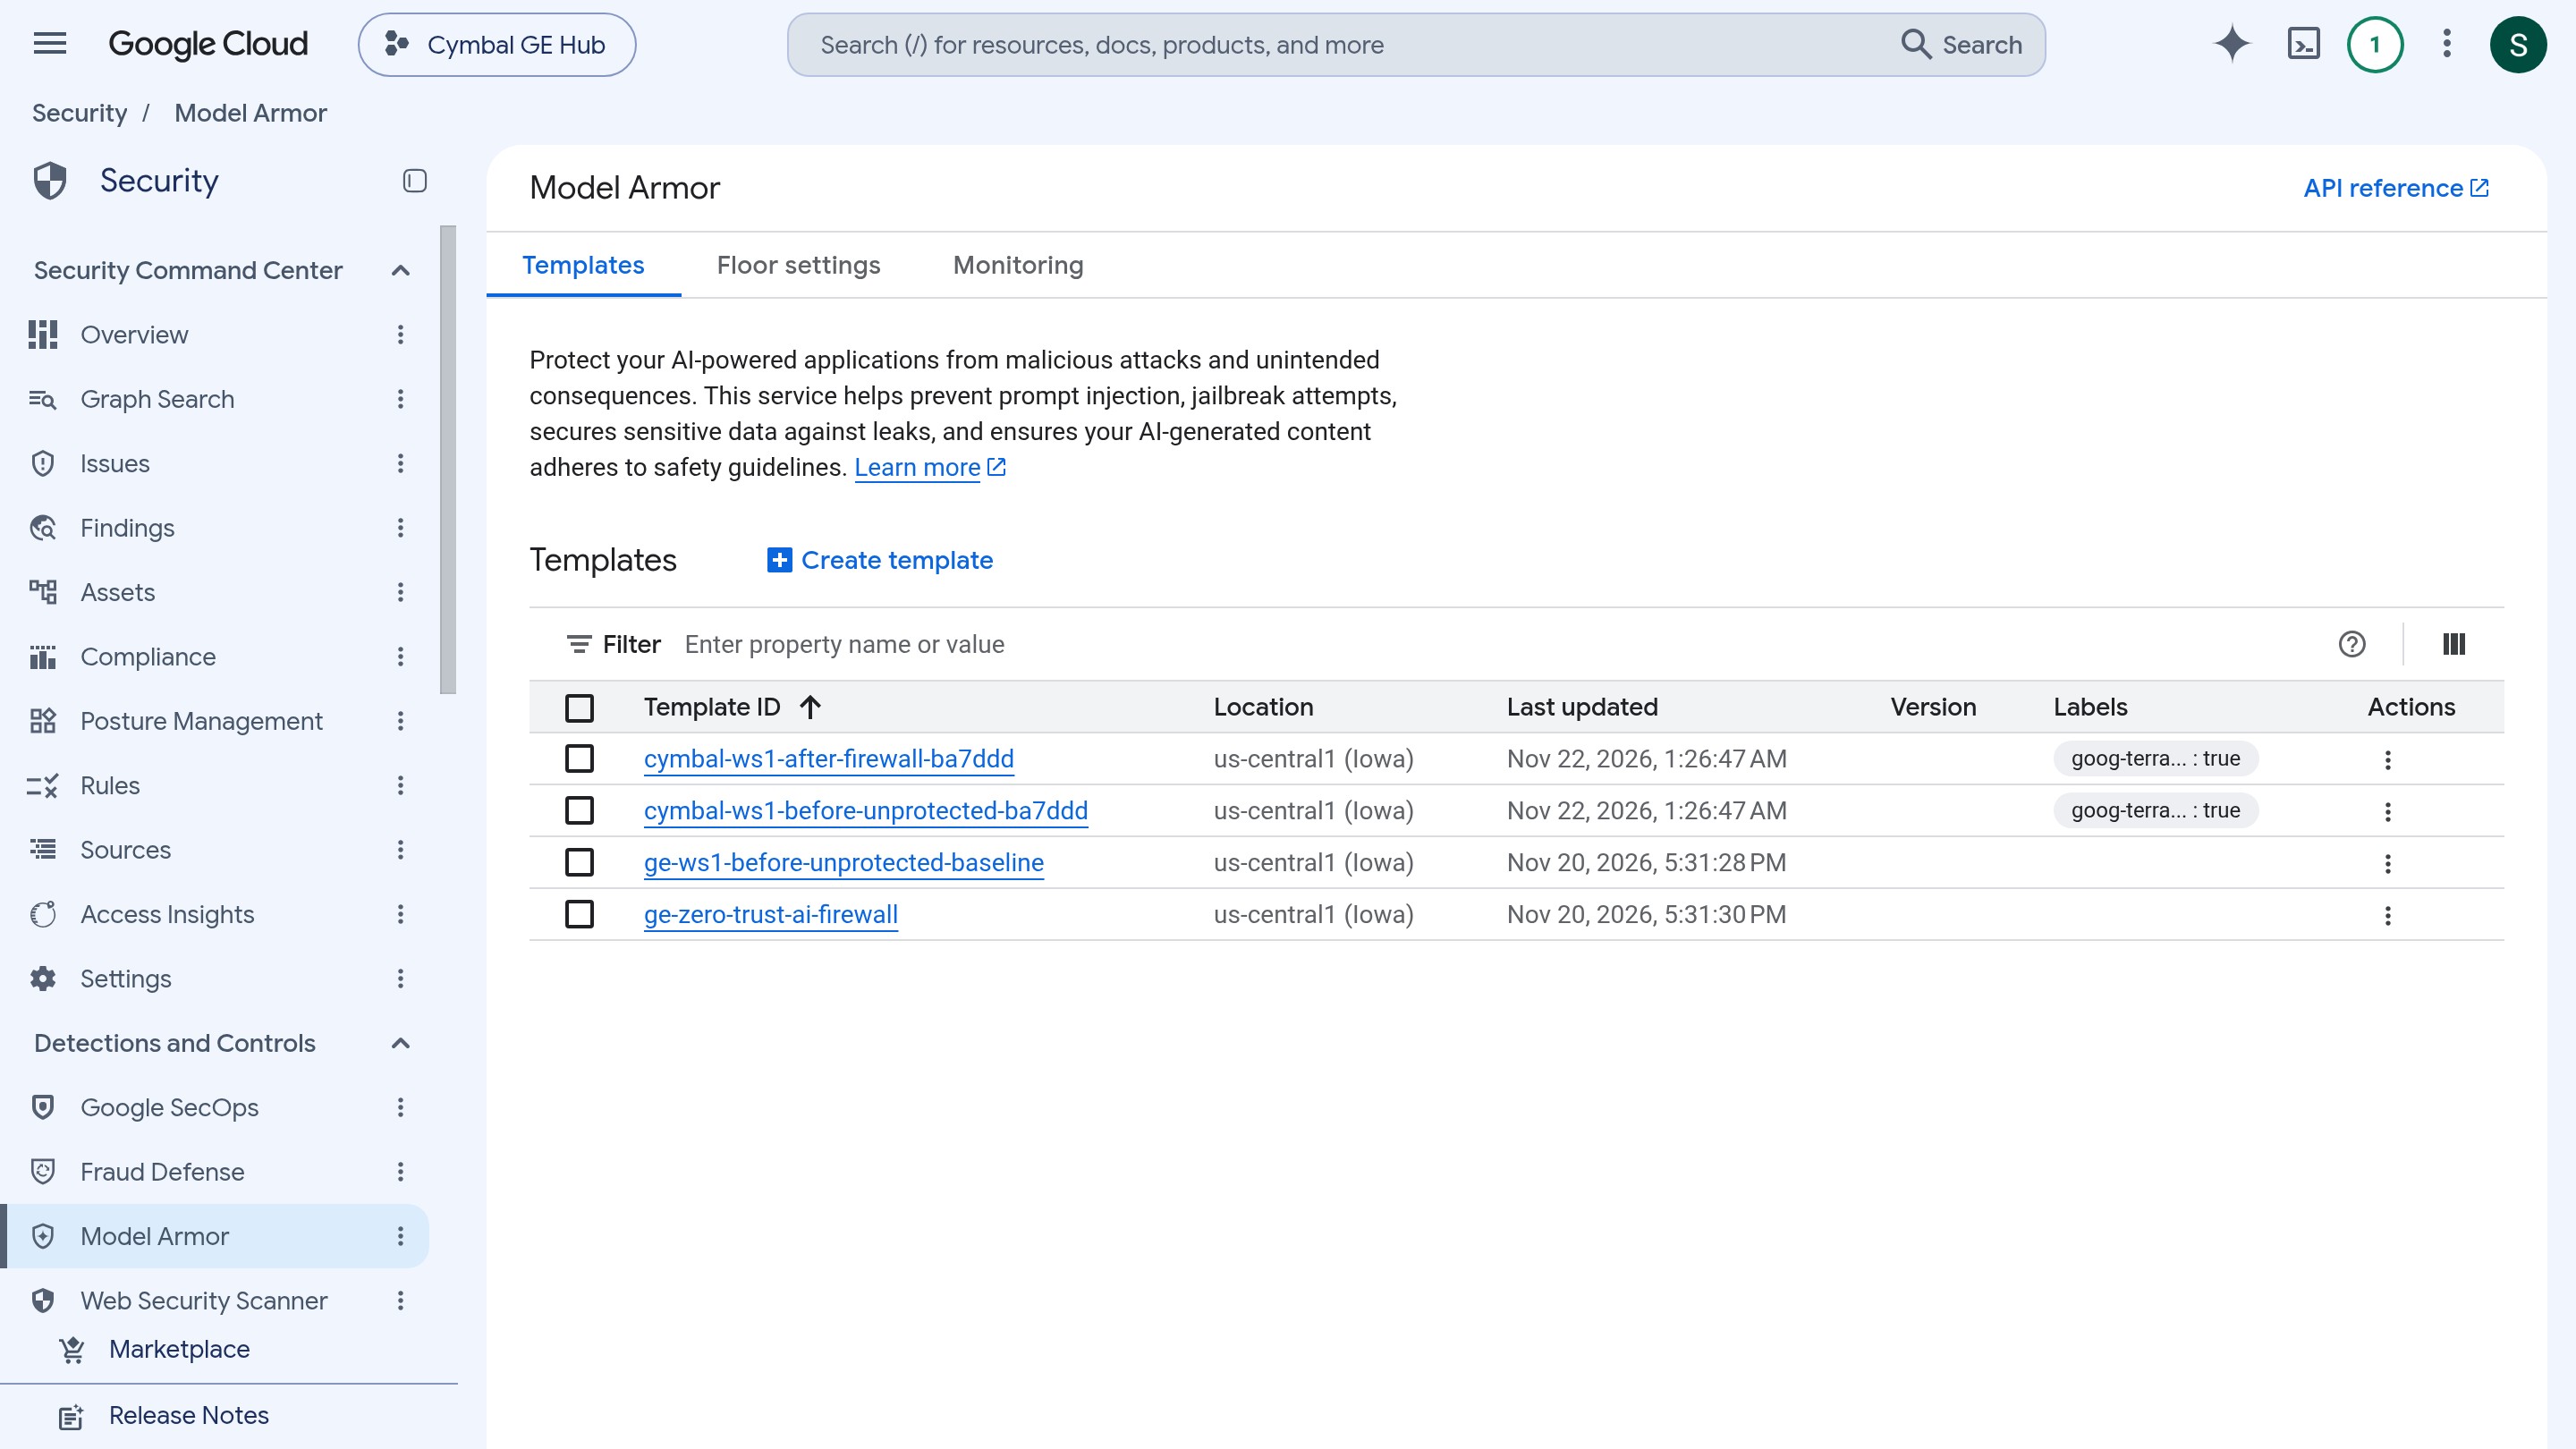 Google Cloud
Cymbal GE Hub
Search (/) for resources, docs, products, and more
Search
1
S
Security / Model Armor
Security
Security Command Center
Overview
Graph Search
Issues
Findings
Assets
Compliance
Posture Management
Rules
Sources
Access Insights
Settings
Detections and Controls
Google SecOps
Fraud Defense
Model Armor
Web Security Scanner
Marketplace
Release Notes
Model Armor
API reference
Templates Floor settings Monitoring
Protect your AI-powered applications from malicious attacks and unintended
consequences. This service helps prevent prompt injection, jailbreak attempts,
secures sensitive data against leaks, and ensures your AI-generated content
adheres to safety guidelines. Learn more
Templates Create template
Filter Enter property name or value
Template ID Location Last updated Version Labels Actions
cymbal-ws1-after-firewall-ba7ddd us-central1 (Iowa) Nov 22, 2026, 1:26:47 AM goog-terra... : true
cymbal-ws1-before-unprotected-ba7ddd us-central1 (Iowa) Nov 22, 2026, 1:26:47 AM goog-terra... : true
ge-ws1-before-unprotected-baseline us-central1 (Iowa) Nov 20, 2026, 5:31:28 PM
ge-zero-trust-ai-firewall us-central1 (Iowa) Nov 20, 2026, 5:31:30 PM